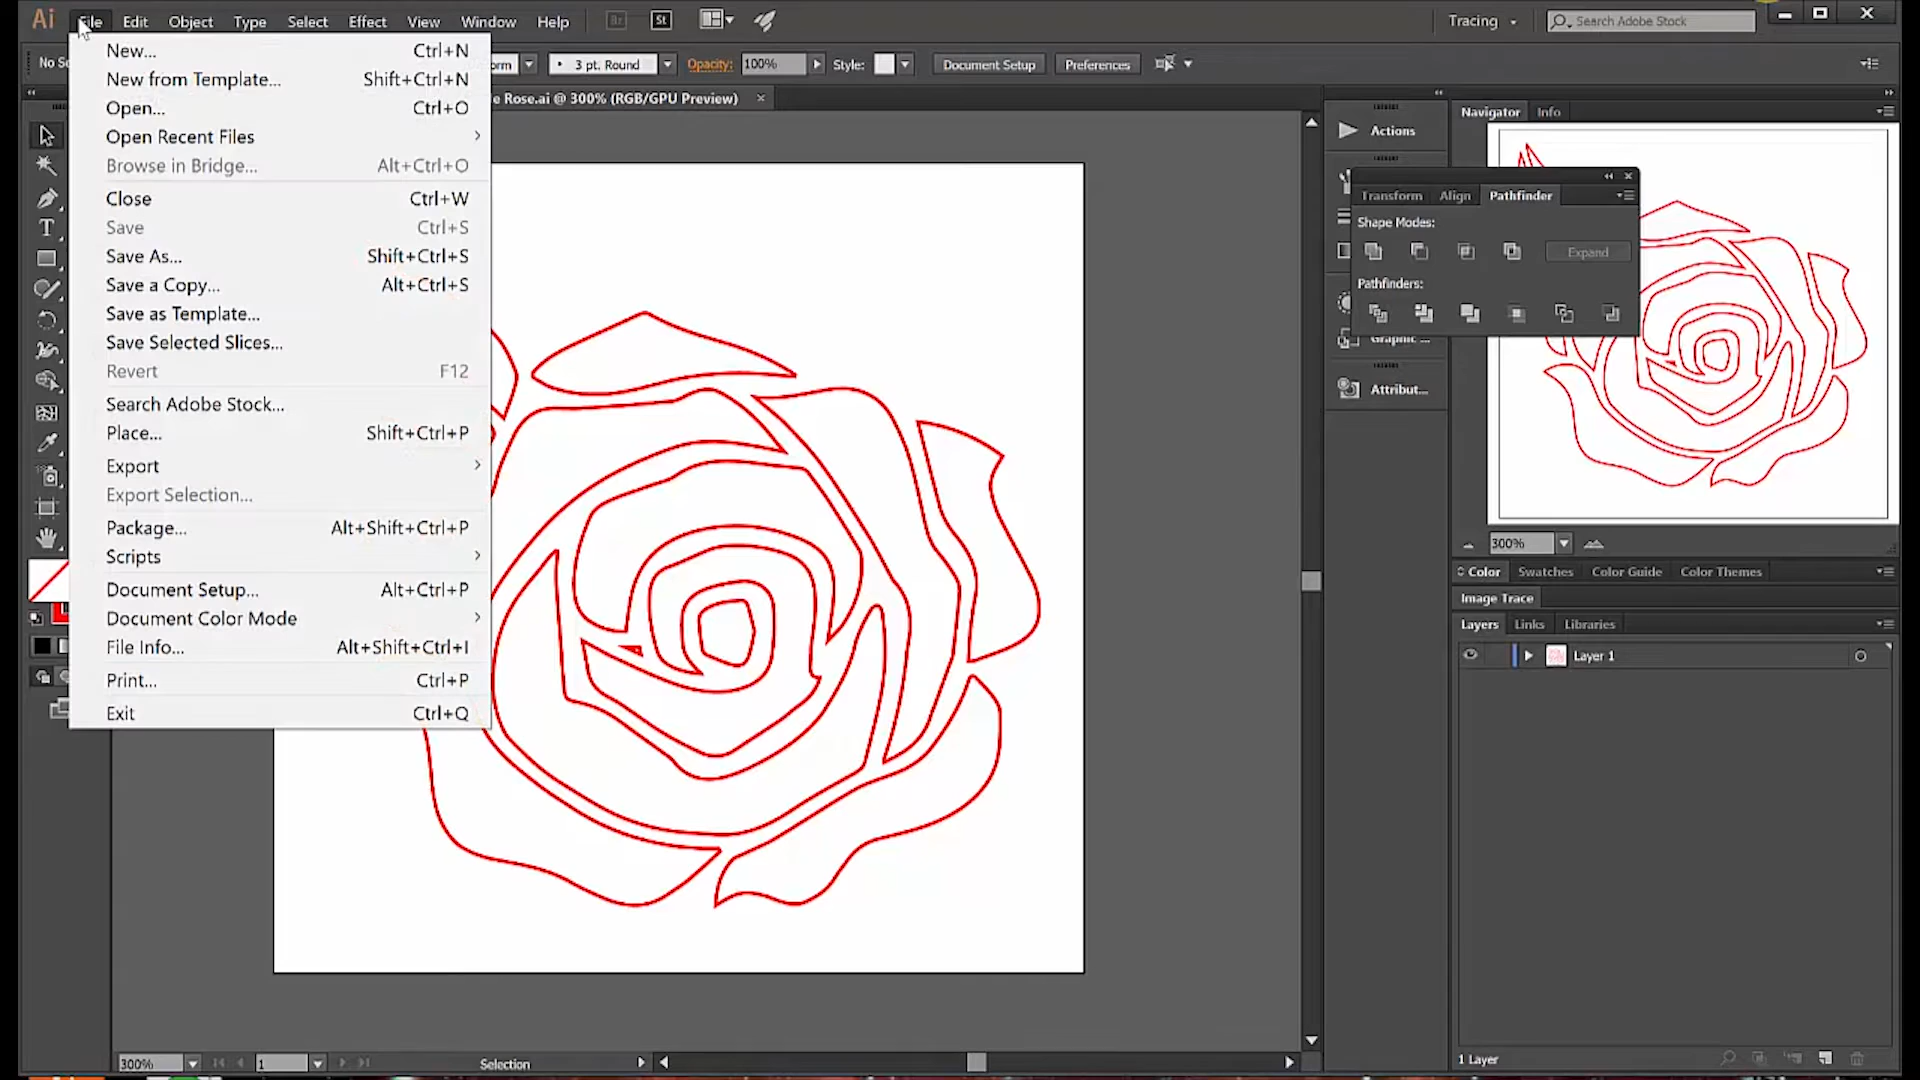 Ai File Edit Object Type Select Effect View Window Help Br St Tracing Search Adobe Stock
3 pt. Round Opacity: 100% Style: Document Setup Preferences
e Rose.ai @ 300% (RGB/GPU Preview)
New... Ctrl+N
New from Template... Shift+Ctrl+N
Open... Ctrl+O
Open Recent Files
Browse in Bridge... Alt+Ctrl+O
Close Ctrl+W
Save Ctrl+S
Save As... Shift+Ctrl+S
Save a Copy... Alt+Ctrl+S
Save as Template...
Save Selected Slices...
Revert F12
Search Adobe Stock...
Place... Shift+Ctrl+P
Export
Export Selection...
Package... Alt+Shift+Ctrl+P
Scripts
Document Setup... Alt+Ctrl+P
Document Color Mode
File Info... Alt+Shift+Ctrl+I
Print... Ctrl+P
Exit Ctrl+Q
Actions
Graphic ...
Attribut...
Transform Align Pathfinder
Shape Modes:
Expand
Pathfinders:
Navigator Info
300%
Color Swatches Color Guide Color Themes
Image Trace
Layers Links Libraries
Layer 1
1 Layer
300% 1 Selection